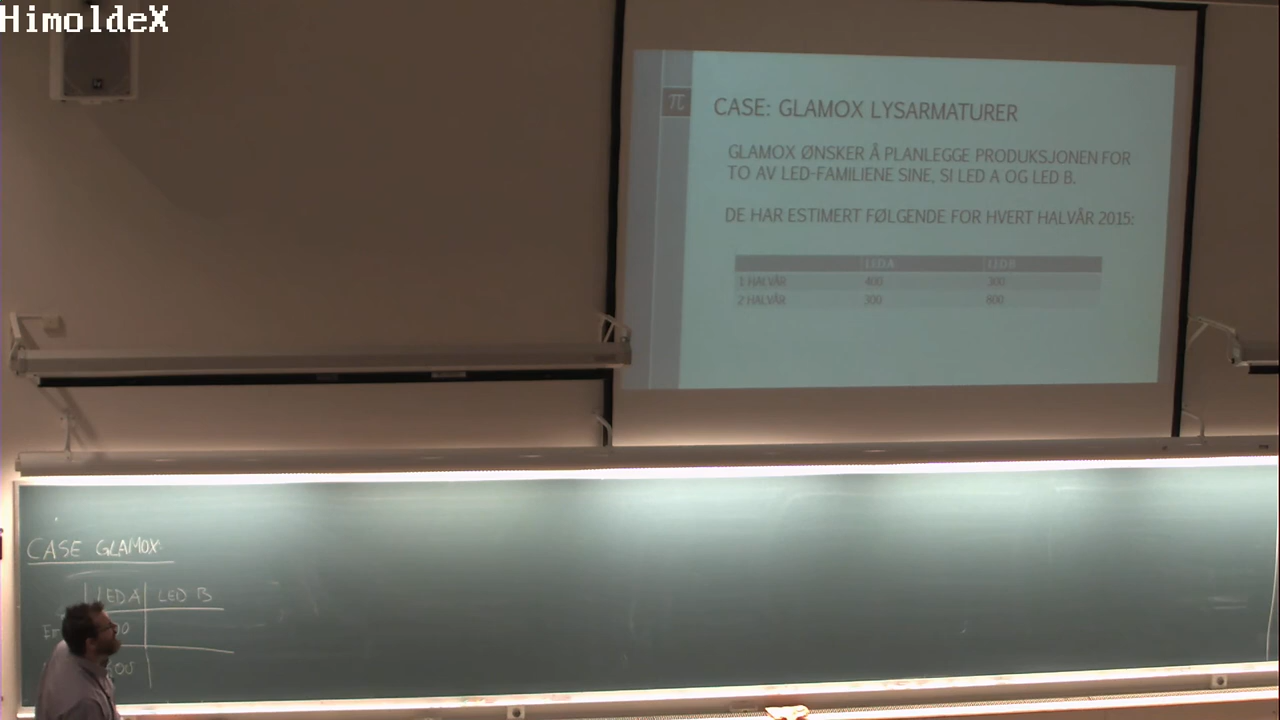 HimoldeX
π
CASE: GLAMOX LYSARMATURER
GLAMOX ØNSKER Å PLANLEGGE PRODUKSJONEN FOR
TO AV LED-FAMILIENE SINE, SI LED A OG LED B.
DE HAR ESTIMERT FØLGENDE FOR HVERT HALVÅR 2015:
LED A LED B
1 HALVÅR 400 300
2 HALVÅR 300 800
CASE GLAMOX
LED A LED B